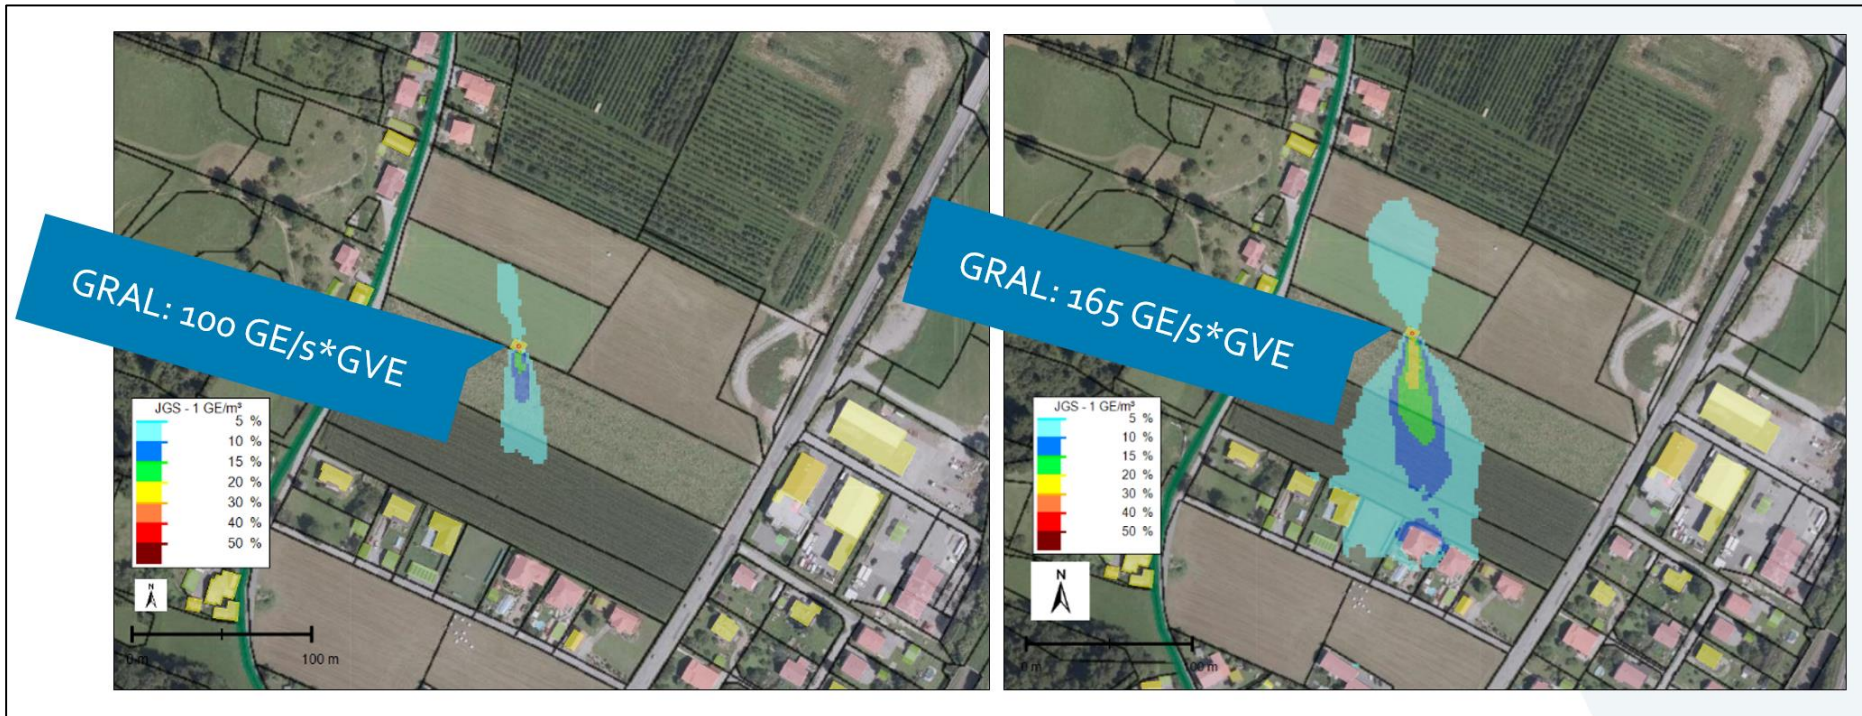 GRAL: 100 GE/s*GVE
JGS - 1 GE/m³
5 %
10 %
15 %
20 %
30 %
40 %
50 %
N
0 m
100 m
GRAL: 165 GE/s*GVE
JGS - 1 GE/m³
5 %
10 %
15 %
20 %
30 %
40 %
50 %
N
0 m
100 m